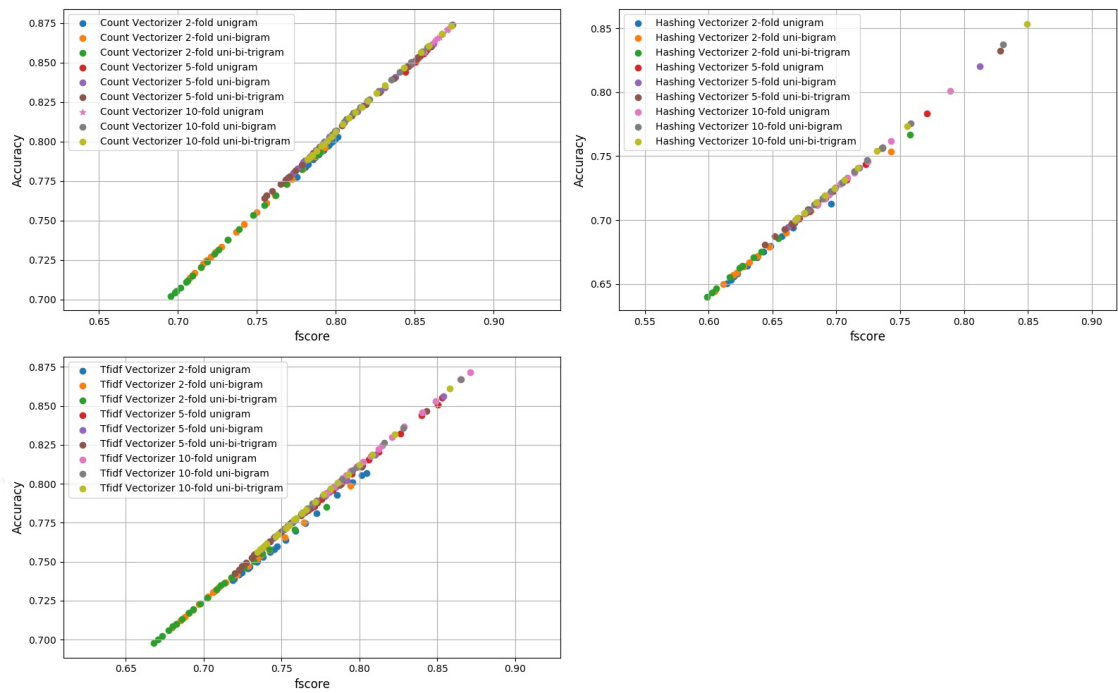 Count Vectorizer 2-fold unigram
Count Vectorizer 2-fold uni-bigram
Count Vectorizer 2-fold uni-bi-trigram
Count Vectorizer 5-fold unigram
Count Vectorizer 5-fold uni-bigram
Count Vectorizer 5-fold uni-bi-trigram
Count Vectorizer 10-fold unigram
Count Vectorizer 10-fold uni-bigram
Count Vectorizer 10-fold uni-bi-trigram
Accuracy
0.875
0.850
0.825
0.800
0.775
0.750
0.725
0.700
0.65 0.70 0.75 0.80 0.85 0.90
fscore
Hashing Vectorizer 2-fold unigram
Hashing Vectorizer 2-fold uni-bigram
Hashing Vectorizer 2-fold uni-bi-trigram
Hashing Vectorizer 5-fold unigram
Hashing Vectorizer 5-fold uni-bigram
Hashing Vectorizer 5-fold uni-bi-trigram
Hashing Vectorizer 10-fold unigram
Hashing Vectorizer 10-fold uni-bigram
Hashing Vectorizer 10-fold uni-bi-trigram
Accuracy
0.85
0.80
0.75
0.70
0.65
0.55 0.60 0.65 0.70 0.75 0.80 0.85 0.90
fscore
Tfidf Vectorizer 2-fold unigram
Tfidf Vectorizer 2-fold uni-bigram
Tfidf Vectorizer 2-fold uni-bi-trigram
Tfidf Vectorizer 5-fold unigram
Tfidf Vectorizer 5-fold uni-bigram
Tfidf Vectorizer 5-fold uni-bi-trigram
Tfidf Vectorizer 10-fold unigram
Tfidf Vectorizer 10-fold uni-bigram
Tfidf Vectorizer 10-fold uni-bi-trigram
Accuracy
0.875
0.850
0.825
0.800
0.775
0.750
0.725
0.700
0.65 0.70 0.75 0.80 0.85 0.90
fscore